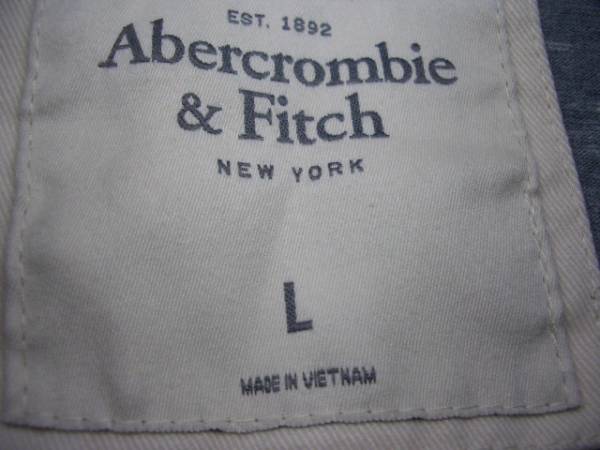 EST. 1892
Abercrombie
& Fitch
NEW YORK
L
MADE IN VIETNAM